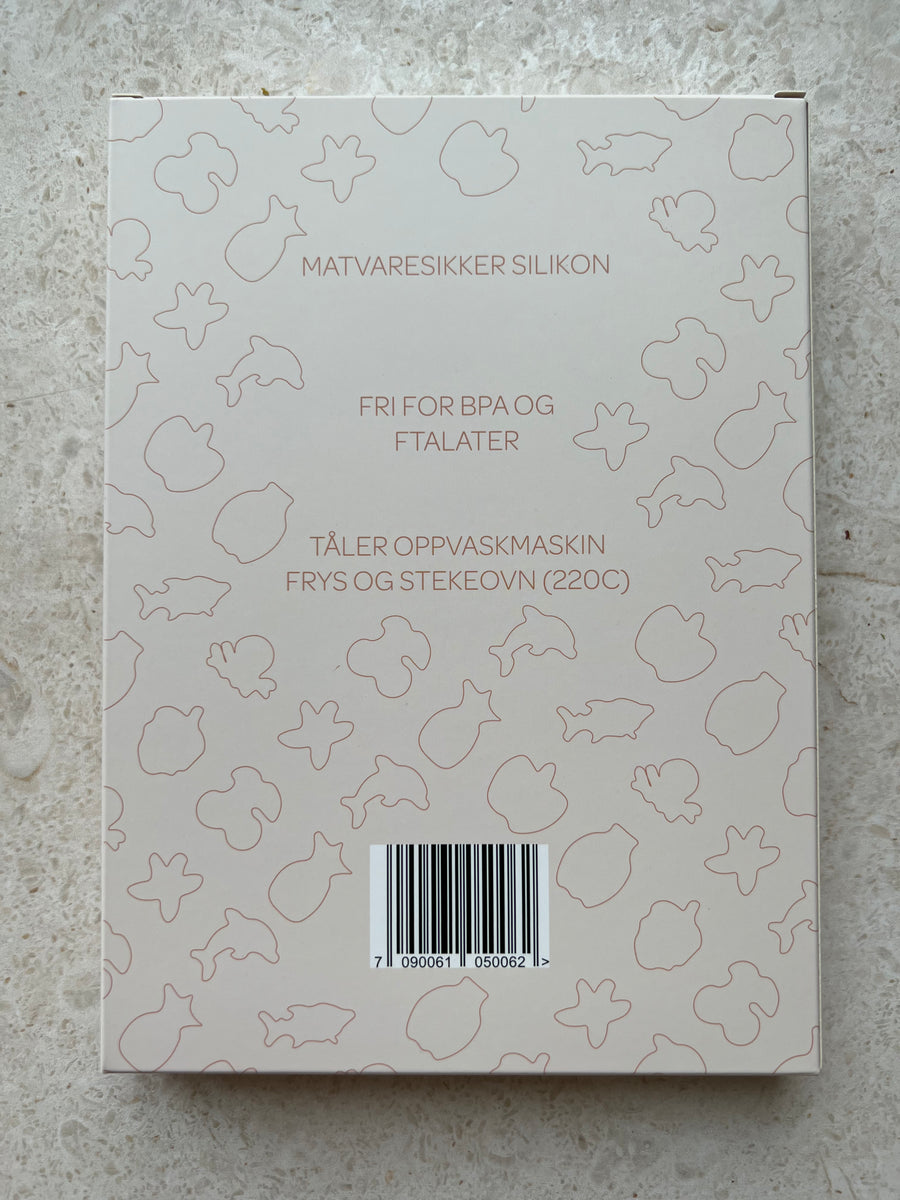 MATVARESIKKER SILIKON
FRI FOR BPA OG
FTALATER
TÅLER OPPVASKMASKIN
FRYS OG STEKEOVN (220C)
7 090061 050062 >